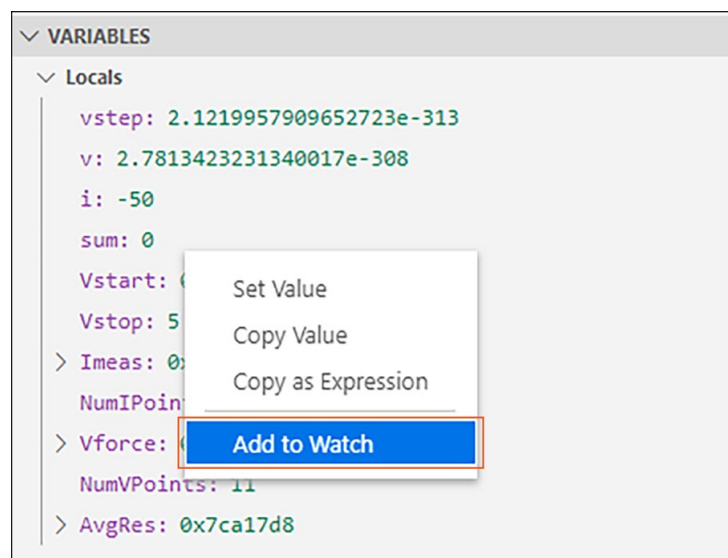 VARIABLES
Locals
vstep: 2.1219957909652723e-313
v: 2.7813423231340017e-308
i: -50
sum: 0
Vstart:
Set Value
Vstop: 5
Copy Value
Imeas:
Copy as Expression
Vforce:
Add to Watch
NumVPoints: 11
AvgRes: 0x7ca17d8